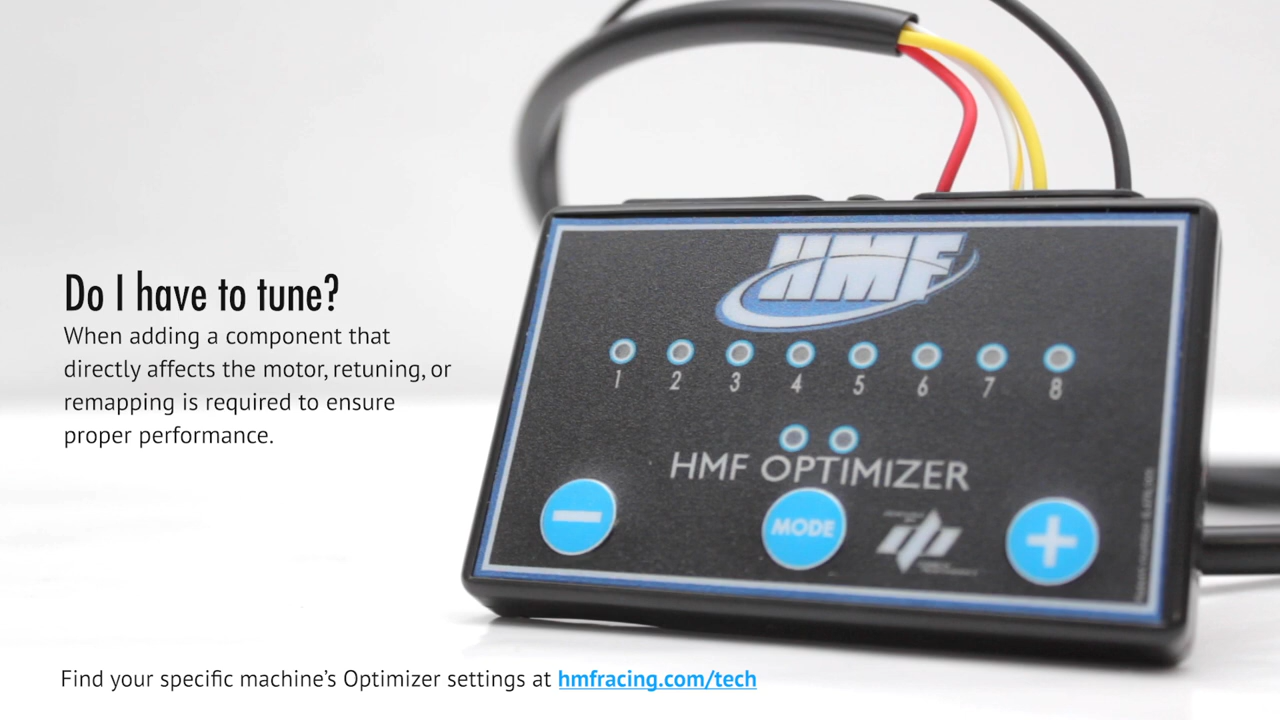 Do I have to tune?
When adding a component that
directly affects the motor, retuning, or
remapping is required to ensure
proper performance.
HMF
1 2 3 4 5 6 7 8
HMF OPTIMIZER
MODE
Find your specific machine's Optimizer settings at hmfracing.com/tech